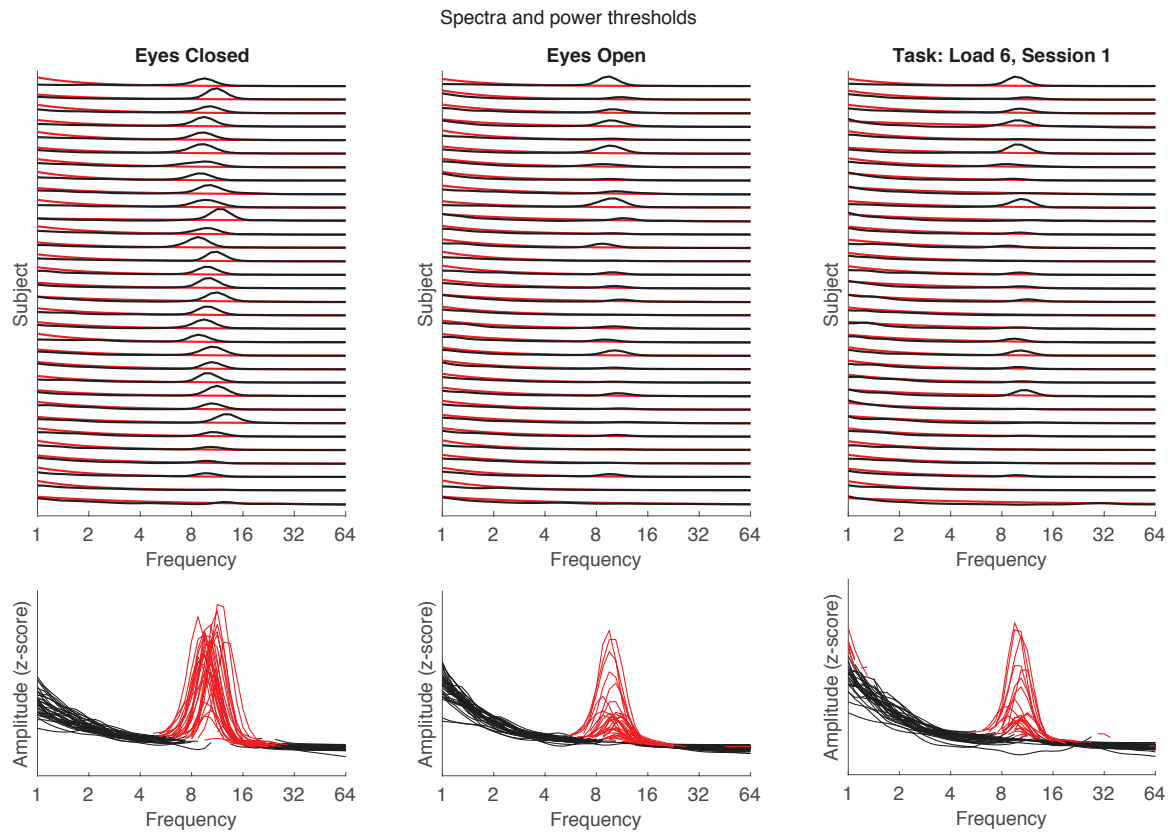 Spectra and power thresholds
Eyes Closed
Eyes Open
Task: Load 6, Session 1
Subject
Subject
Subject
1 2 4 8 16 32 64
1 2 4 8 16 32 64
1 2 4 8 16 32 64
Frequency
Frequency
Frequency
Amplitude (z-score)
Amplitude (z-score)
Amplitude (z-score)
1 2 4 8 16 32 64
1 2 4 8 16 32 64
1 2 4 8 16 32 64
Frequency
Frequency
Frequency